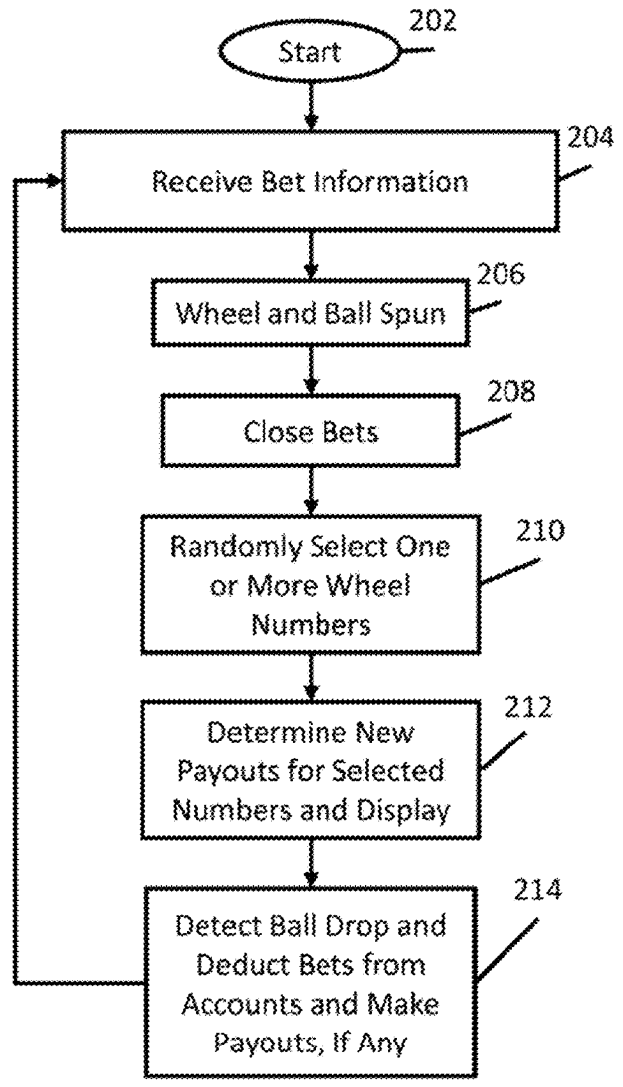 202
Start
204
Receive Bet Information
206
Wheel and Ball Spun
208
Close Bets
210
Randomly Select One
or More Wheel
Numbers
212
Determine New
Payouts for Selected
Numbers and Display
214
Detect Ball Drop and
Deduct Bets from
Accounts and Make
Payouts, If Any